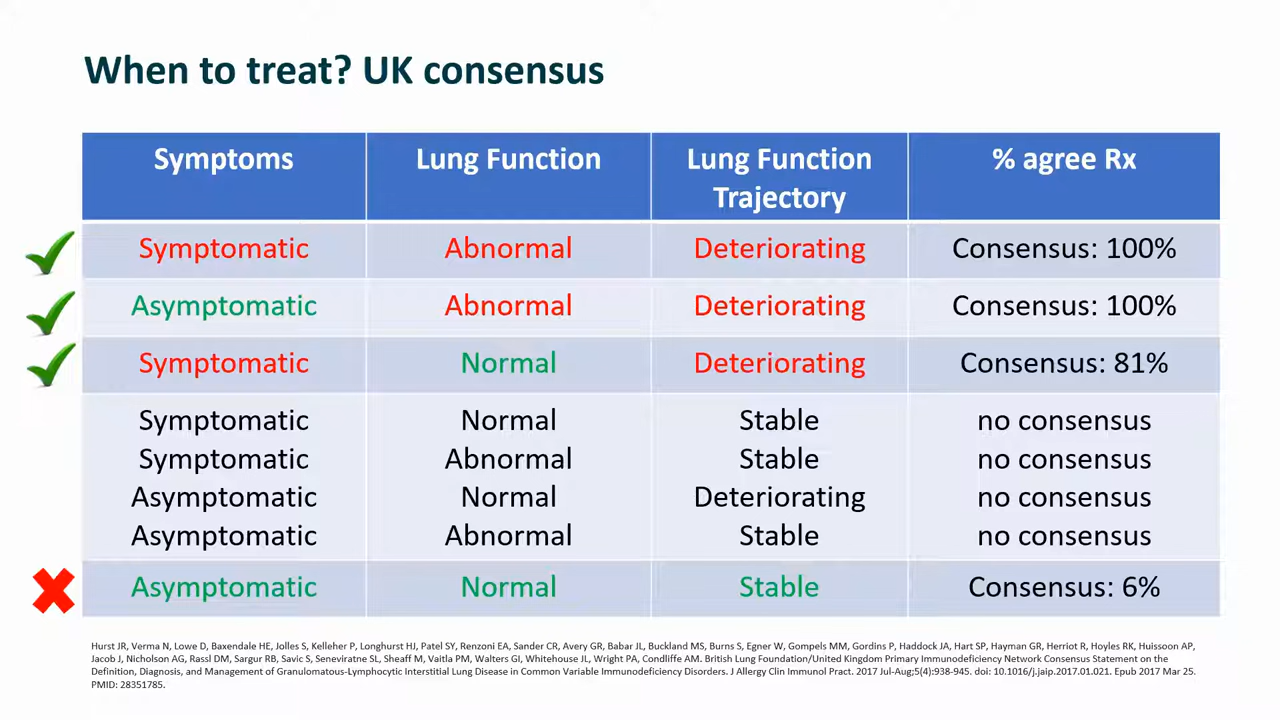 When to treat? UK consensus
Symptoms Lung Function Lung Function Trajectory % agree Rx
Symptomatic Abnormal Deteriorating Consensus: 100%
Asymptomatic Abnormal Deteriorating Consensus: 100%
Symptomatic Normal Deteriorating Consensus: 81%
Symptomatic Normal Stable no consensus
Symptomatic Abnormal Stable no consensus
Asymptomatic Normal Deteriorating no consensus
Asymptomatic Abnormal Stable no consensus
Asymptomatic Normal Stable Consensus: 6%
Hurst JR, Verma N, Lowe D, Baxendale HE, Jolles S, Kelleher P, Longhurst HJ, Patel SY, Renzoni EA, Sander CR, Avery GR, Babar JL, Buckland MS, Burns S, Egner W, Gompels MM, Gordins P, Haddock JA, Hart SP, Hayman GR, Herriot R, Hoyles RK, Huissoon AP,
Jacob J, Nicholson AG, Rassl DM, Sargur RB, Savic S, Seneviratne SL, Sheaff M, Vaitla PM, Walters GI, Whitehouse JL, Wright PA, Condliffe AM. British Lung Foundation/United Kingdom Primary Immunodeficiency Network Consensus Statement on the
Definition, Diagnosis, and Management of Granulomatous-Lymphocytic Interstitial Lung Disease in Common Variable Immunodeficiency Disorders. J Allergy Clin Immunol Pract. 2017 Jul-Aug;5(4):938-945. doi: 10.1016/j.jaip.2017.01.021. Epub 2017 Mar 25.
PMID: 28351785.